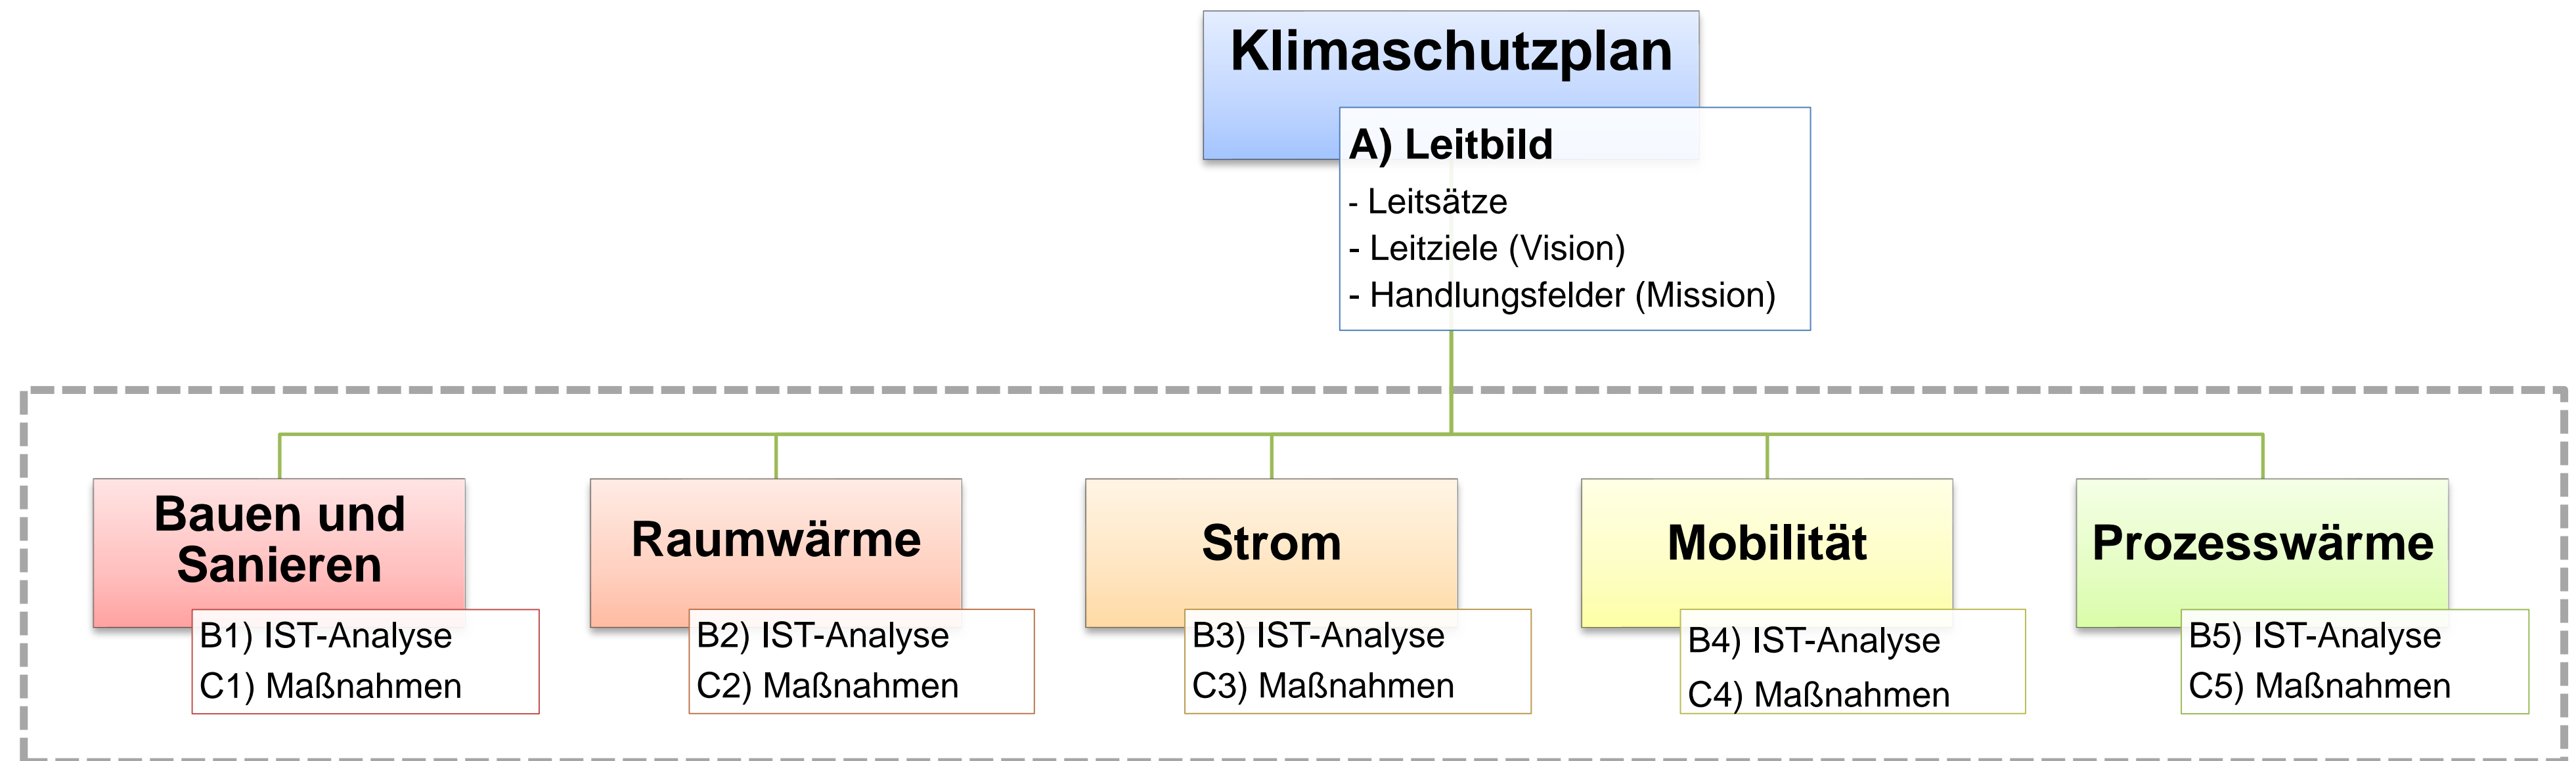 Klimaschutzplan
A) Leitbild
- Leitsätze
- Leitziele (Vision)
- Handlungsfelder (Mission)
Bauen und
Sanieren
B1) IST-Analyse
C1) Maßnahmen
Raumwärme
B2) IST-Analyse
C2) Maßnahmen
Strom
B3) IST-Analyse
C3) Maßnahmen
Mobilität
B4) IST-Analyse
C4) Maßnahmen
Prozesswärme
B5) IST-Analyse
C5) Maßnahmen